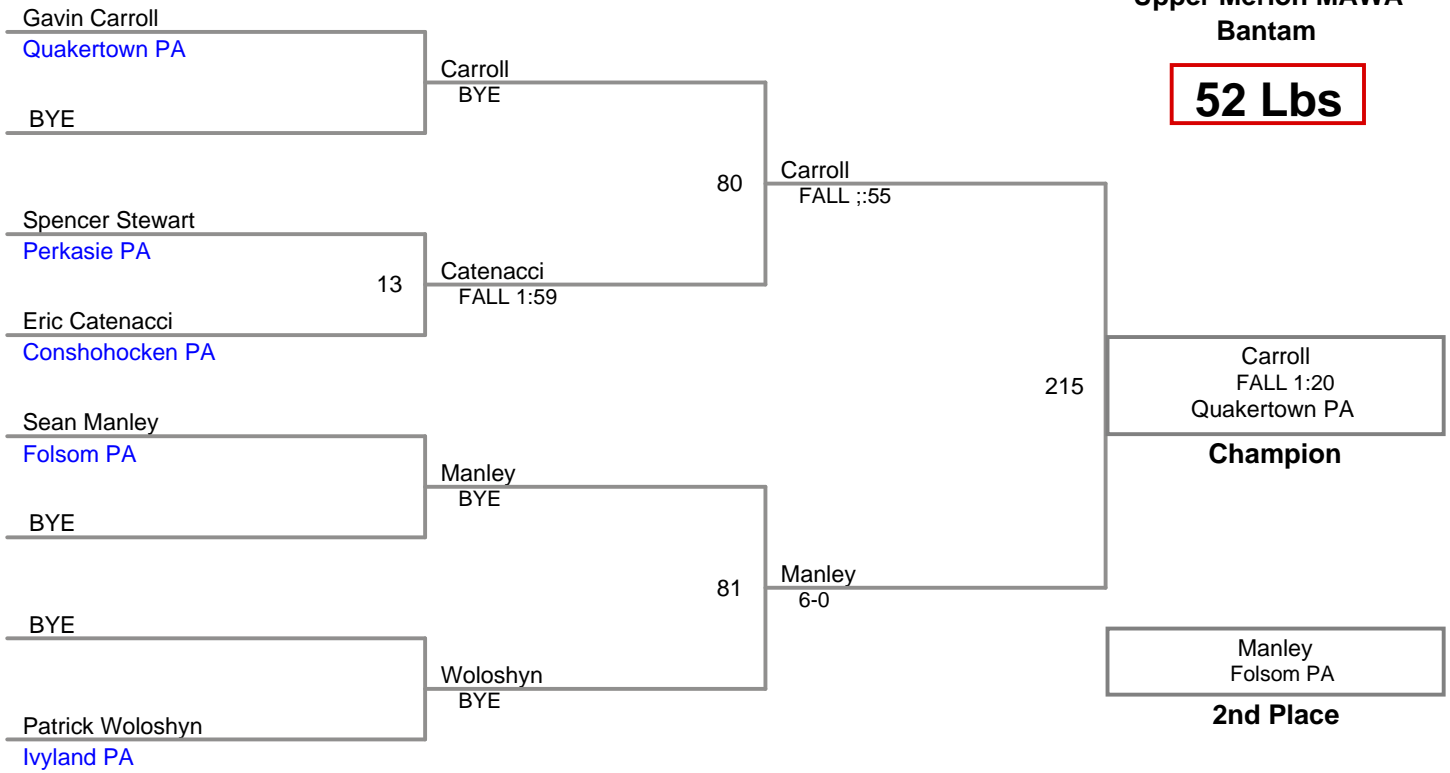 Upper Merion MAWA
Bantam
52 Lbs
Gavin Carroll
Quakertown PA
BYE
Spencer Stewart
Perkasie PA
13
Eric Catenacci
Conshohocken PA
Sean Manley
Folsom PA
BYE
BYE
Patrick Woloshyn
Ivyland PA
Carroll
BYE
80
Catenacci
FALL 1:59
Manley
BYE
81
Woloshyn
BYE
Carroll
FALL ;:55
215
Manley
6-0
Carroll
FALL 1:20
Quakertown PA
Champion
Manley
Folsom PA
2nd Place